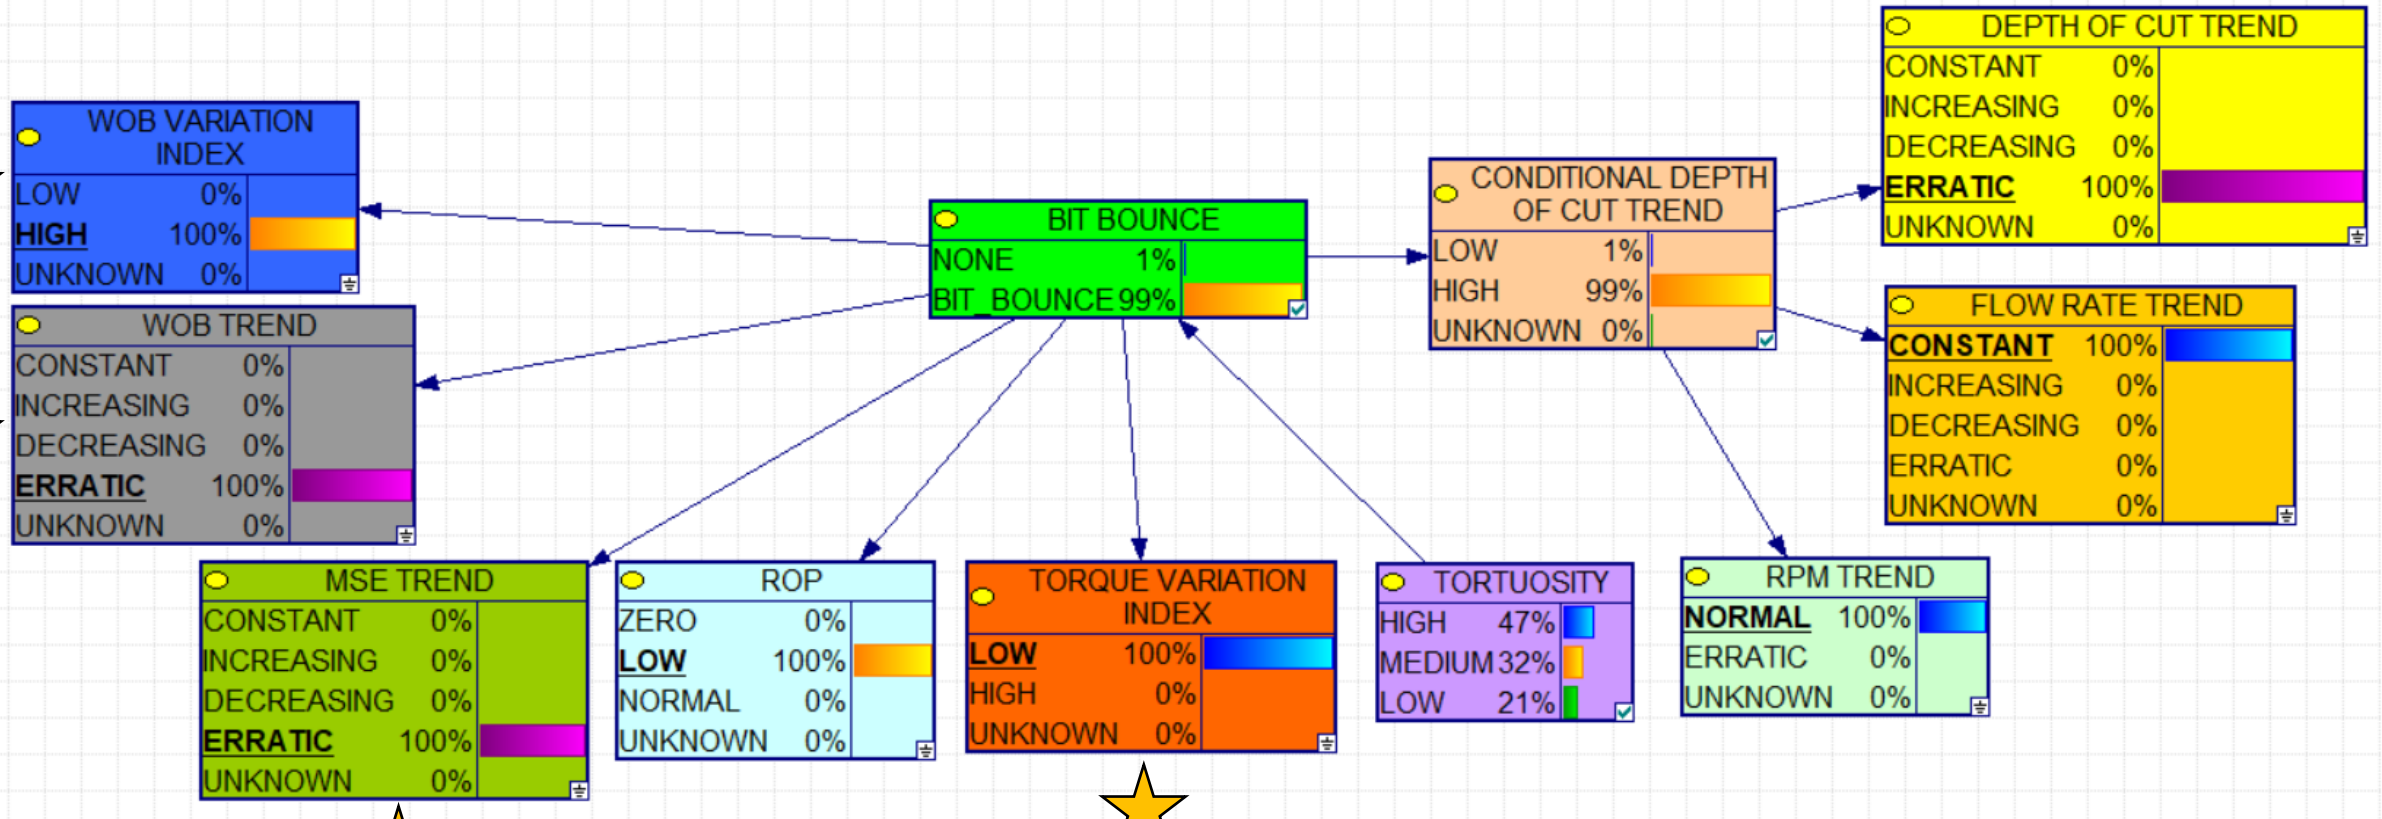 DEPTH OF CUT TREND
CONSTANT 0%
INCREASING 0%
DECREASING 0%
ERRATIC 100%
UNKNOWN 0%
WOB VARIATION
INDEX
LOW 0%
HIGH 100%
UNKNOWN 0%
BIT BOUNCE
NONE 1%
BIT_BOUNCE 99%
CONDITIONAL DEPTH
OF CUT TREND
LOW 1%
HIGH 99%
UNKNOWN 0%
WOB TREND
CONSTANT 0%
INCREASING 0%
DECREASING 0%
ERRATIC 100%
UNKNOWN 0%
FLOW RATE TREND
CONSTANT 100%
INCREASING 0%
DECREASING 0%
ERRATIC 0%
UNKNOWN 0%
MSE TREND
CONSTANT 0%
INCREASING 0%
DECREASING 0%
ERRATIC 100%
UNKNOWN 0%
ROP
ZERO 0%
LOW 100%
NORMAL 0%
UNKNOWN 0%
TORQUE VARIATION
INDEX
LOW 100%
HIGH 0%
UNKNOWN 0%
TORTUOSITY
HIGH 47%
MEDIUM 32%
LOW 21%
RPM TREND
NORMAL 100%
ERRATIC 0%
UNKNOWN 0%